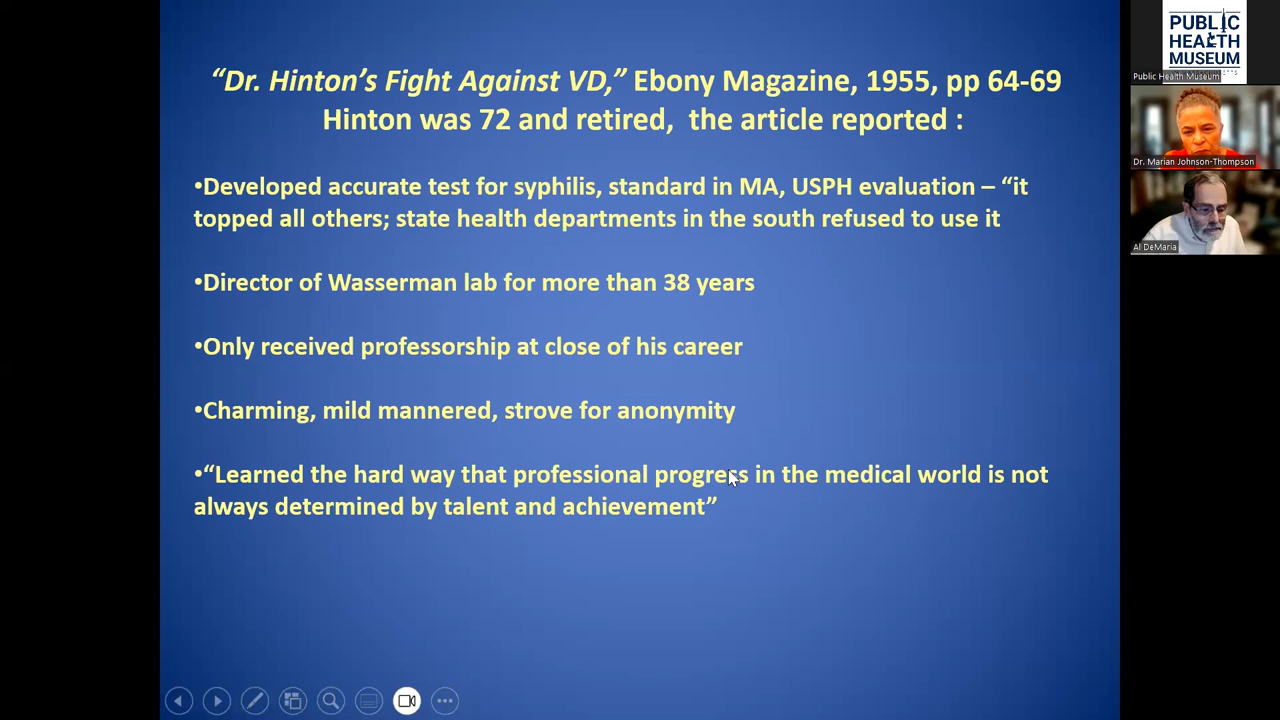 “Dr. Hinton’s Fight Against VD,” Ebony Magazine, 1955, pp 64-69
Hinton was 72 and retired,  the article reported :
•Developed accurate test for syphilis, standard in MA, USPH evaluation – “it
topped all others; state health departments in the south refused to use it
•Director of Wasserman lab for more than 38 years
•Only received professorship at close of his career
•Charming, mild mannered, strove for anonymity
•“Learned the hard way that professional progress in the medical world is not
always determined by talent and achievement”
PUBLIC
HEALTH
MUSEUM
Public Health Museum
Dr. Marian Johnson-Thompson
Al DeMaria